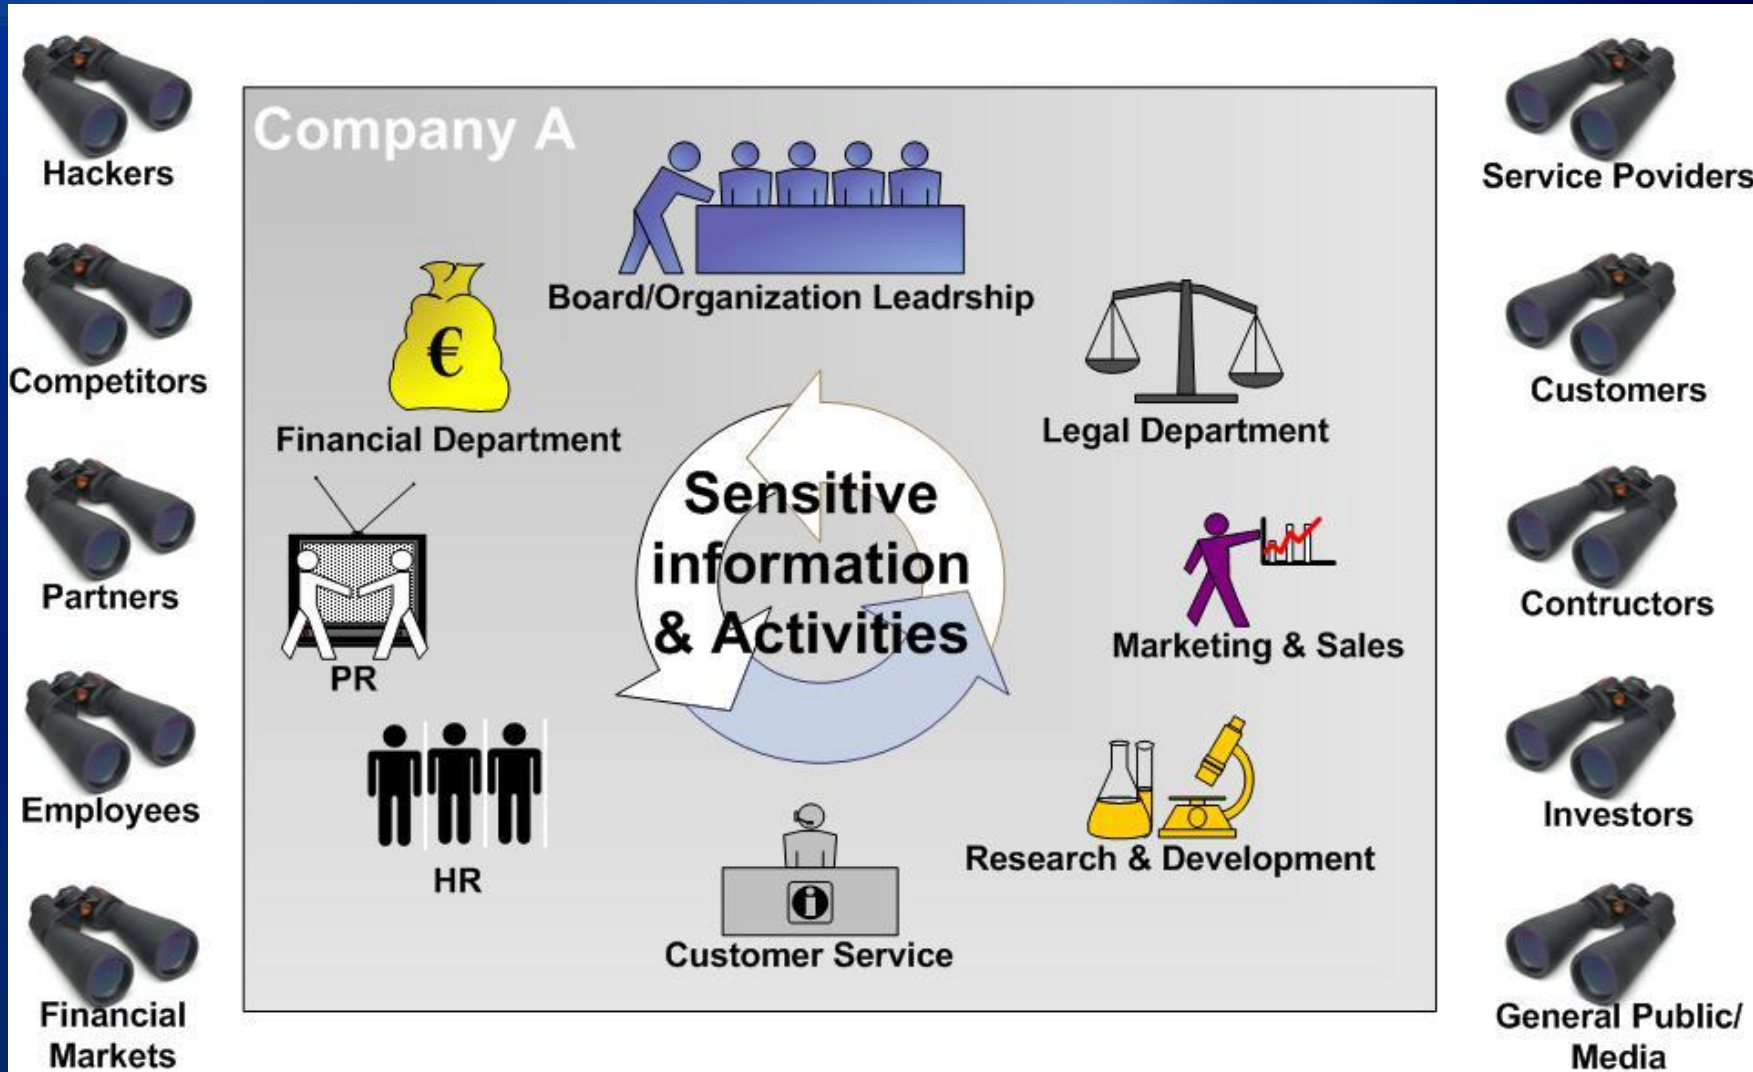 Company A
Hackers
Competitors
Partners
Employees
Financial
Markets
Board/Organization Leadrship
Financial Department
€
Legal Department
Sensitive
information
& Activities
PR
Marketing & Sales
HR
Research & Development
i
Customer Service
Service Poviders
Customers
Contructors
Investors
General Public/
Media